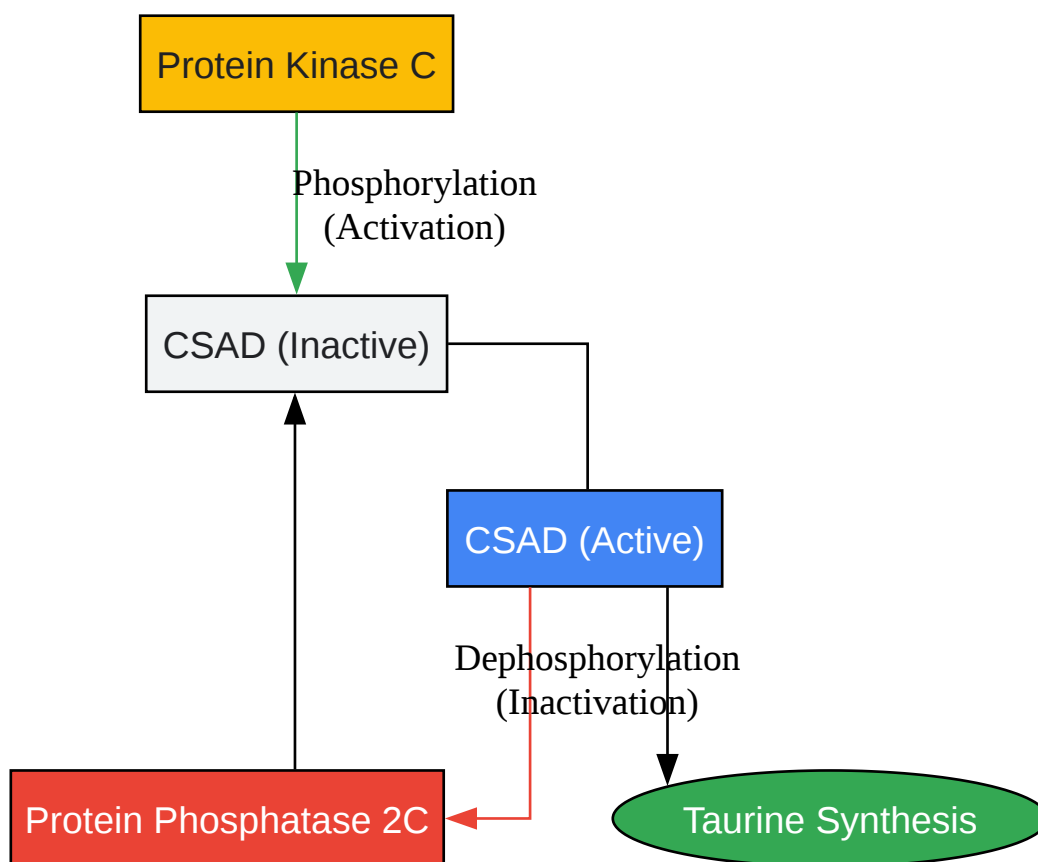 Protein Kinase C
Phosphorylation
(Activation)
CSAD (Inactive)
CSAD (Active)
Dephosphorylation
(Inactivation)
Protein Phosphatase 2C
Taurine Synthesis